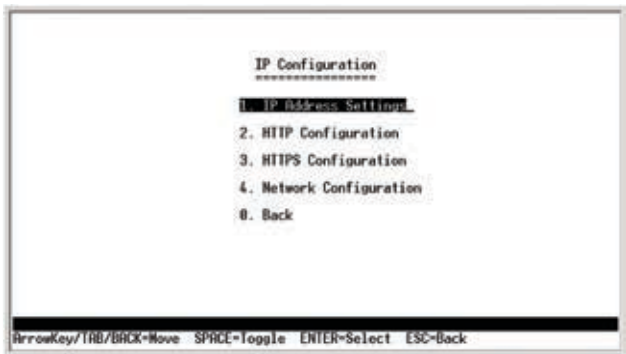 IP Configuration
================
1. IP Address Settings
2. HTTP Configuration
3. HTTPS Configuration
4. Network Configuration
0. Back
ArrowKey/TAB/BACK=Move SPACE=Toggle ENTER=Select ESC=Back